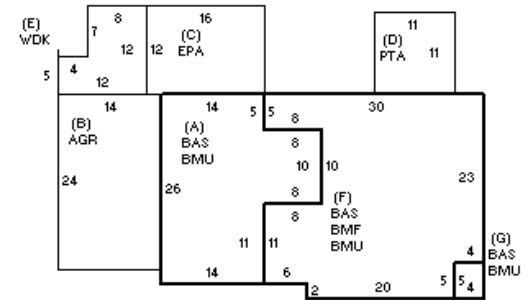 (E)
WDK
8
7
12
4
12
5
16
12
(C)
EPA
11
(D)
PTA
11
14
(B)
AGR
24
14
5
(A)
BAS
BMU
26
11
14
5
8
8
10
10
8
8
11
6
30
23
(F)
BAS
BMF
BMU
2
20
(G)
BAS
BMU
4
5
5
4